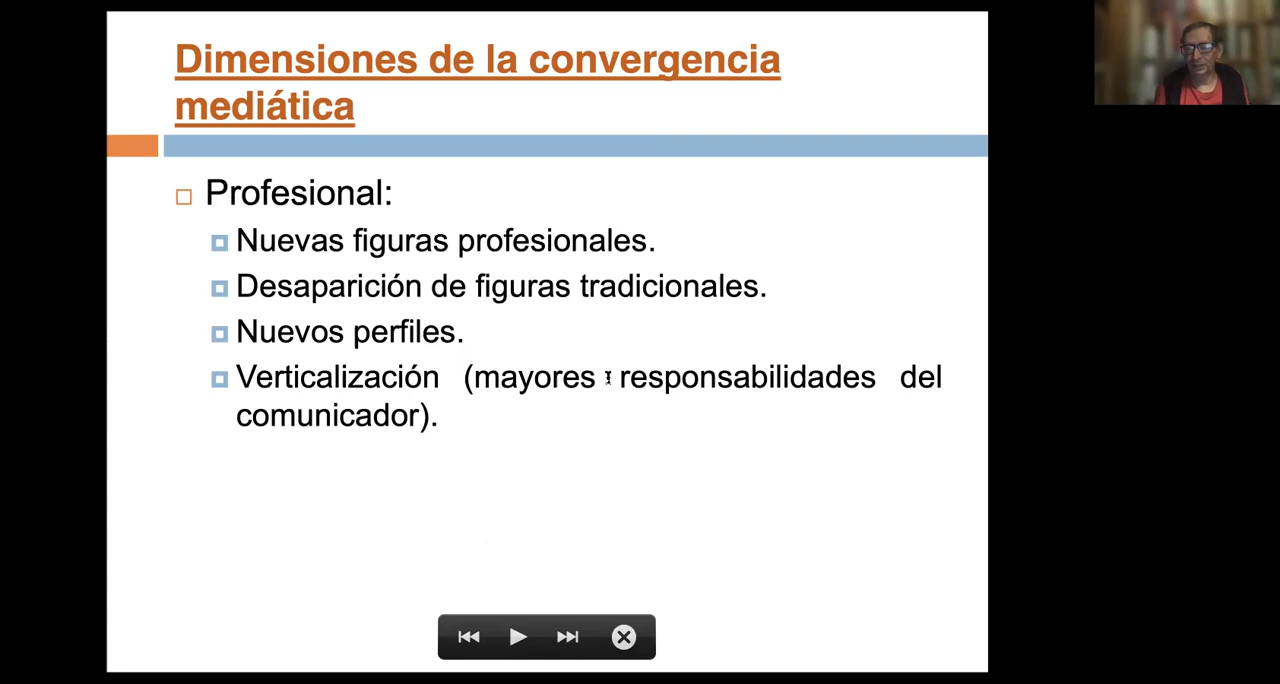 Dimensiones de la convergencia
mediática
Profesional:
Nuevas figuras profesionales.
Desaparición de figuras tradicionales.
Nuevos perfiles.
Verticalización (mayores responsabilidades del
comunicador).